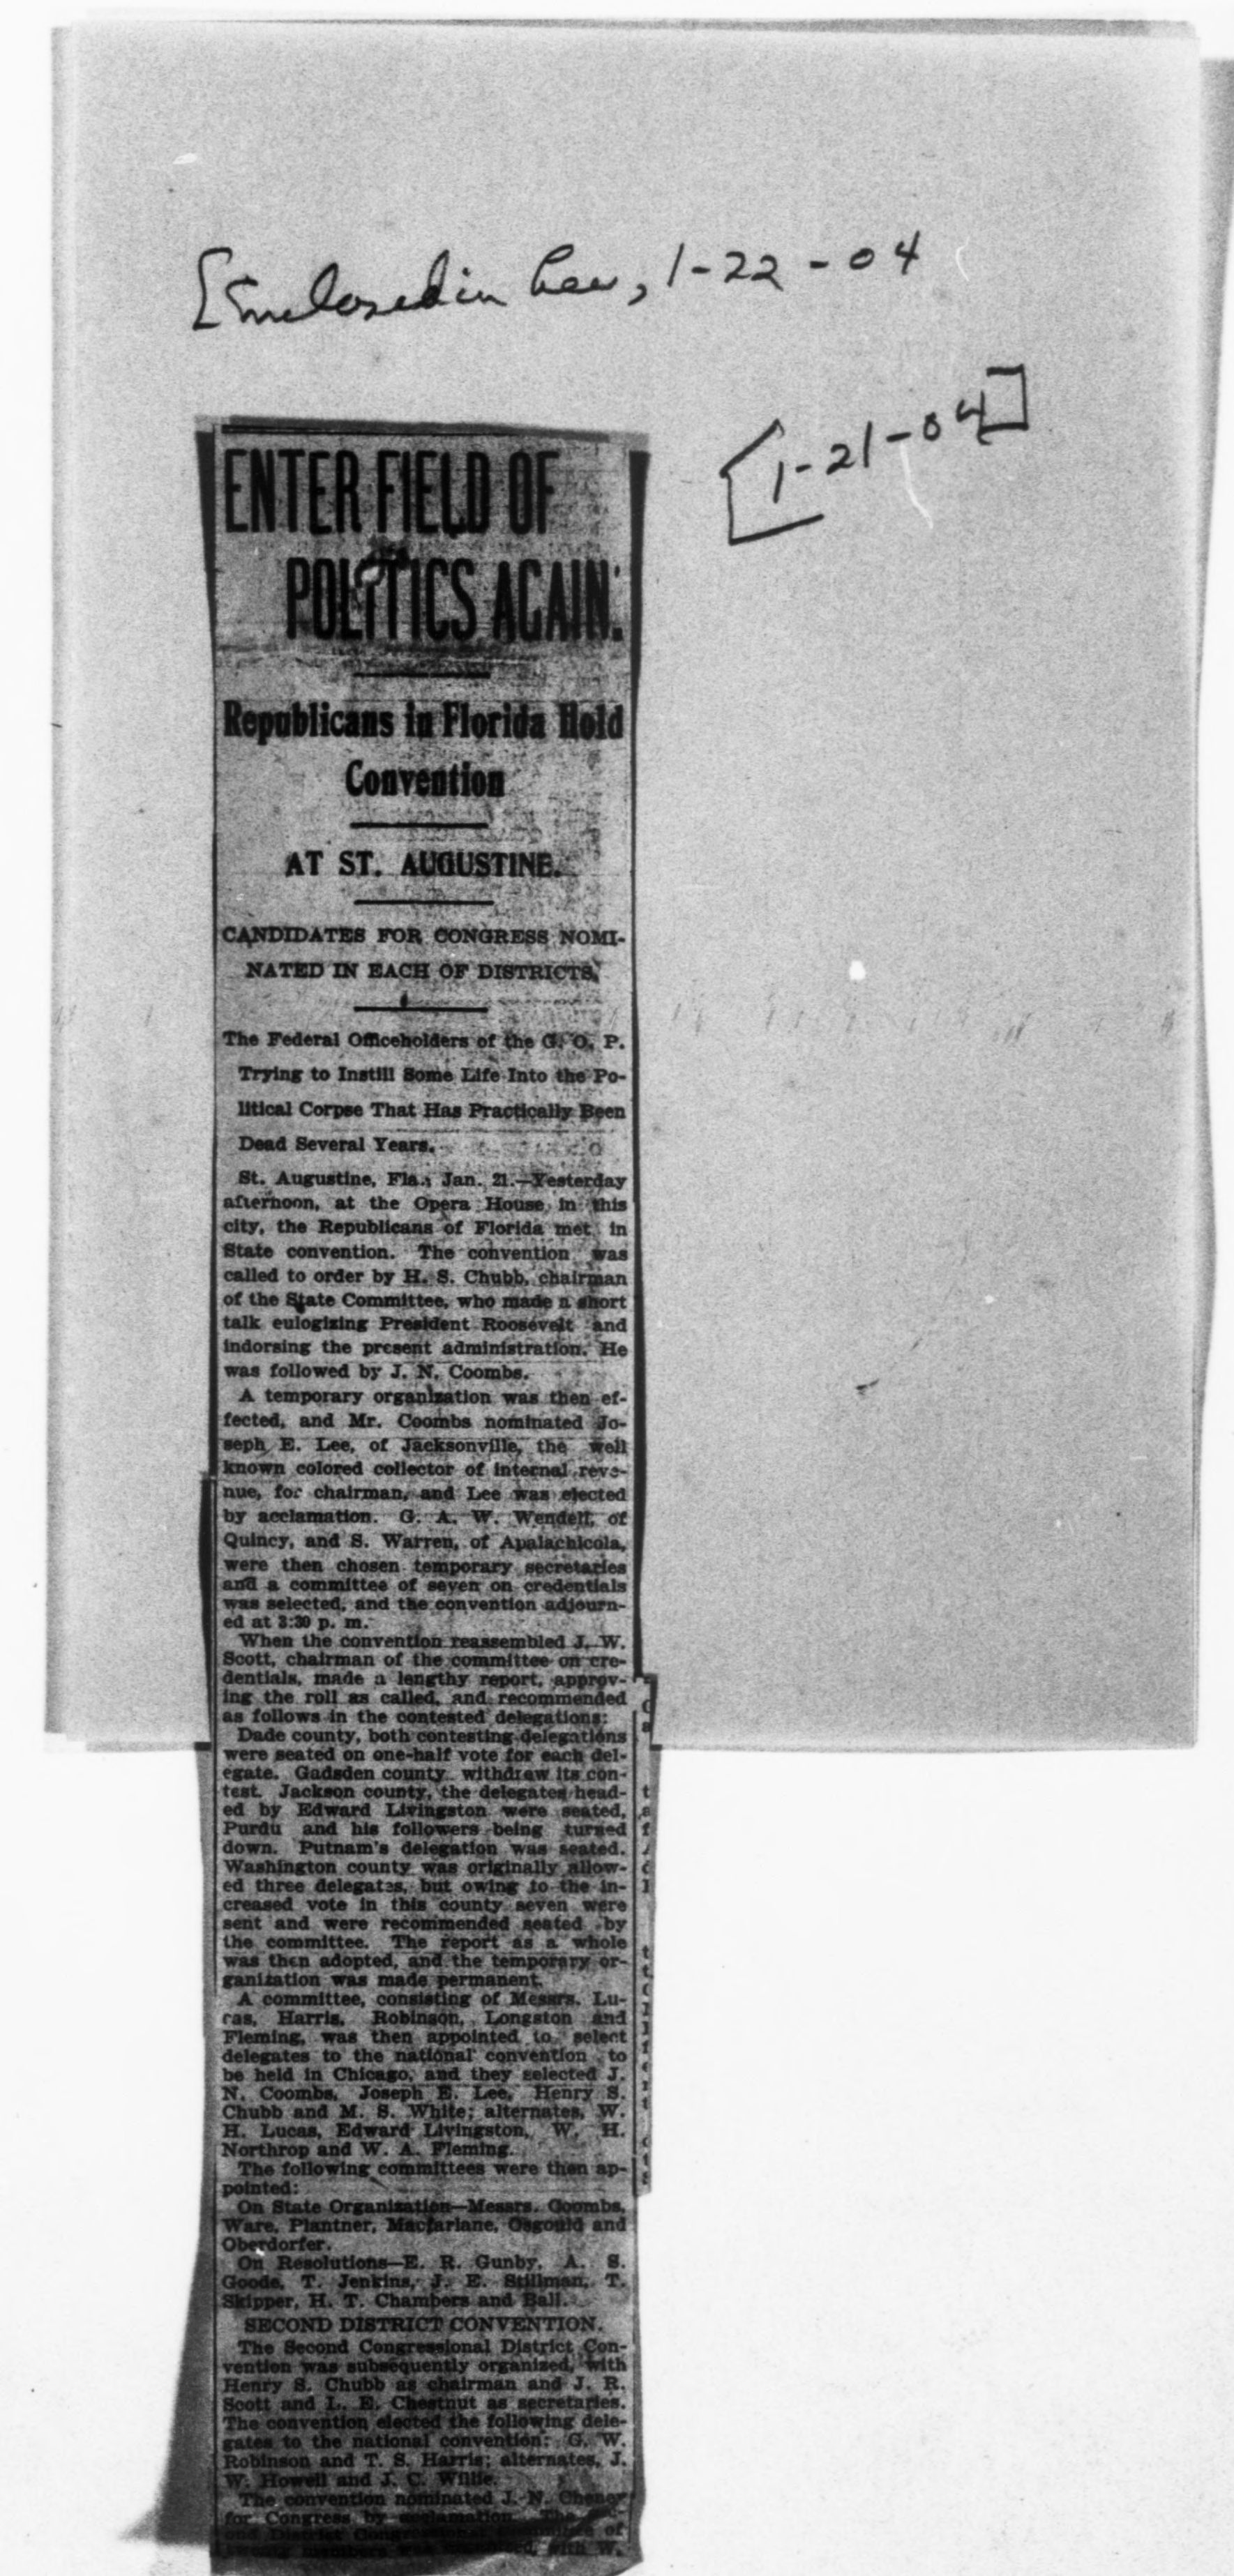 [Enclosed in Lee, 1-22-04
[1-21-04]
ENTER FIELD OF
POLITICS AGAIN.
Republicans in Florida Hold
Convention
AT ST. AUGUSTINE.
CANDIDATES FOR CONGRESS NOMI-
NATED IN EACH OF DISTRICTS.
The Federal Officeholders of the G. O. P.
Trying to Instill Some Life Into the Po-
litical Corpse That Has Practically Been
Dead Several Years.
St. Augustine, Fla., Jan. 21.—Yesterday
afternoon, at the Opera House in this
city, the Republicans of Florida met in
State convention. The convention was
called to order by H. S. Chubb, chairman
of the State Committee, who made a short
talk eulogizing President Roosevelt and
indorsing the present administration. He
was followed by J. N. Coombs.
A temporary organization was then ef-
fected, and Mr. Coombs nominated Jo-
seph E. Lee, of Jacksonville, the well
known colored collector of internal reve-
nue, for chairman, and Lee was elected
by acclamation. G. A. W. Wendell, of
Quincy, and S. Warren, of Apalachicola,
were then chosen temporary secretaries
and a committee of seven on credentials
was selected, and the convention adjourn-
ed at 3:30 p. m.
When the convention reassembled J. W.
Scott, chairman of the committee on cre-
dentials, made a lengthy report, approv-
ing the roll as called, and recommended
as follows in the contested delegations:
Dade county, both contesting delegations
were seated on one-half vote for each del-
egate. Gadsden county withdrew its con-
test. Jackson county, the delegates head-
ed by Edward Livingston were seated,
Purdu and his followers being turned
down. Putnam's delegation was seated.
Washington county was originally allow-
ed three delegates, but owing to the in-
creased vote in this county seven were
sent and were recommended seated by
the committee. The report as a whole
was then adopted, and the temporary or-
ganization was made permanent.
A committee, consisting of Messrs. Lu-
cas, Harris, Robinson, Longston and
Fleming, was then appointed to select
delegates to the national convention to
be held in Chicago, and they selected J.
N. Coombs, Joseph E. Lee, Henry S.
Chubb and M. S. White; alternates, W.
H. Lucas, Edward Livingston, W. H.
Northrop and W. A. Fleming.
The following committees were then ap-
pointed:
On State Organization—Messrs. Coombs,
Ware, Plantner, Macfarlane, Osgould and
Oberdorfer.
On Resolutions—E. R. Gunby, A. S.
Goode, T. Jenkins, J. E. Stillman, T.
Skipper, H. T. Chambers and Ball.
SECOND DISTRICT CONVENTION.
The Second Congressional District Con-
vention was subsequently organized, with
Henry S. Chubb as chairman and J. R.
Scott and L. E. Chestnut as secretaries.
The convention elected the following dele-
gates to the national convention: G. W.
Robinson and T. S. Harris; alternates, J.
W. Howell and J. C. Willie.
The convention nominated J. N. Cheney
for Congress by acclamation. The
District of
with W.